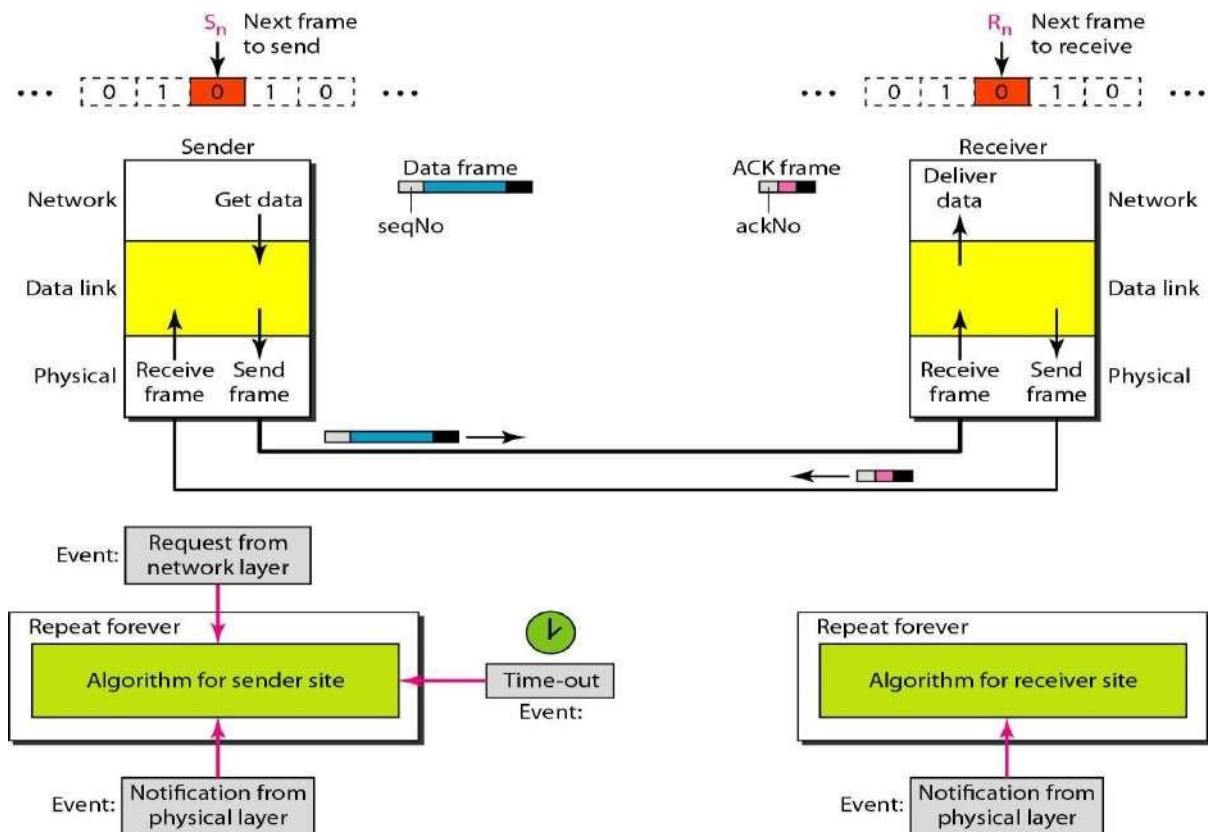 Sn Next frame
to send
Rn Next frame
to receive
... 0 1 0 1 0 ...
... 0 1 0 1 0 ...
Sender
Receiver
Data frame
ACK frame
seqNo
ackNo
Network
Get data
Deliver
data
Network
Data link
Data link
Physical
Receive
frame
Send
frame
Receive
frame
Send
frame
Physical
Event:
Request from
network layer
Repeat forever
Algorithm for sender site
Time-out
Event:
Event:
Notification from
physical layer
Repeat forever
Algorithm for receiver site
Event:
Notification from
physical layer